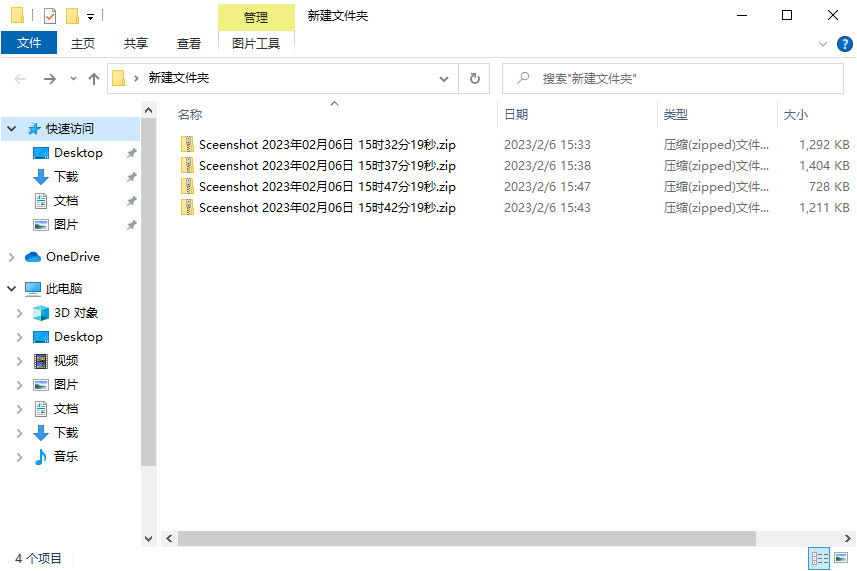 管理
新建文件夹
文件
主页
共享
查看
图片工具
新建文件夹
搜索"新建文件夹"
名称
日期
类型
大小
快速访问
Desktop
下载
文档
图片
OneDrive
此电脑
3D 对象
Desktop
视频
图片
文档
下载
音乐
Sceenshot 2023年02月06日 15时32分19秒.zip 2023/2/6 15:33 压缩(zipped)文件... 1,292 KB
Sceenshot 2023年02月06日 15时37分19秒.zip 2023/2/6 15:38 压缩(zipped)文件... 1,404 KB
Sceenshot 2023年02月06日 15时47分19秒.zip 2023/2/6 15:47 压缩(zipped)文件... 728 KB
Sceenshot 2023年02月06日 15时42分19秒.zip 2023/2/6 15:43 压缩(zipped)文件... 1,211 KB
4 个项目